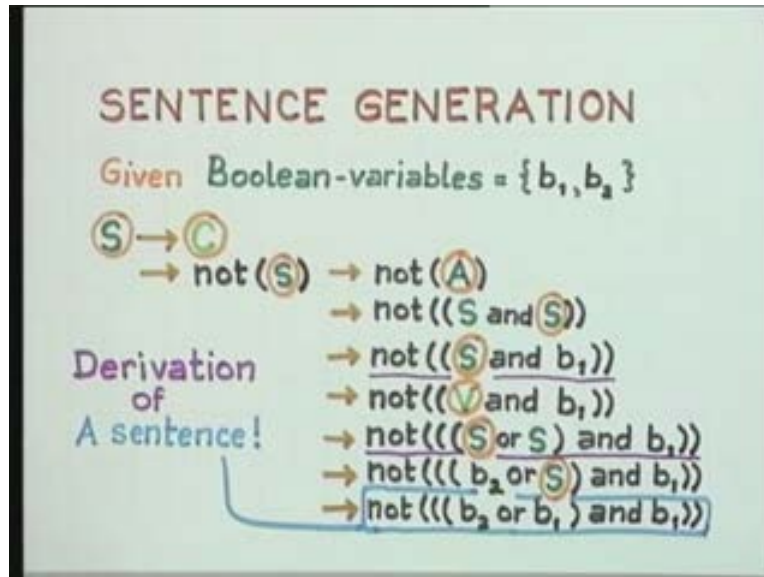 SENTENCE GENERATION
Given Boolean-variables = {b₁, b₂}
S → C
→ not(S) → not(A)
→ not((S and S))
→ not((S and b₁))
→ not((V and b₁))
→ not(((S or S) and b₁))
→ not(((b₂ or S) and b₁))
→ not(((b₂ or b₁) and b₁))
Derivation
of
A sentence!